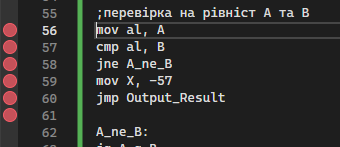 55 ;перевірка на рівніст А та В
56 mov al, A
57 cmp al, B
58 jne A_ne_B
59 mov X, -57
60 jmp Output_Result
61
62 A_ne_B: